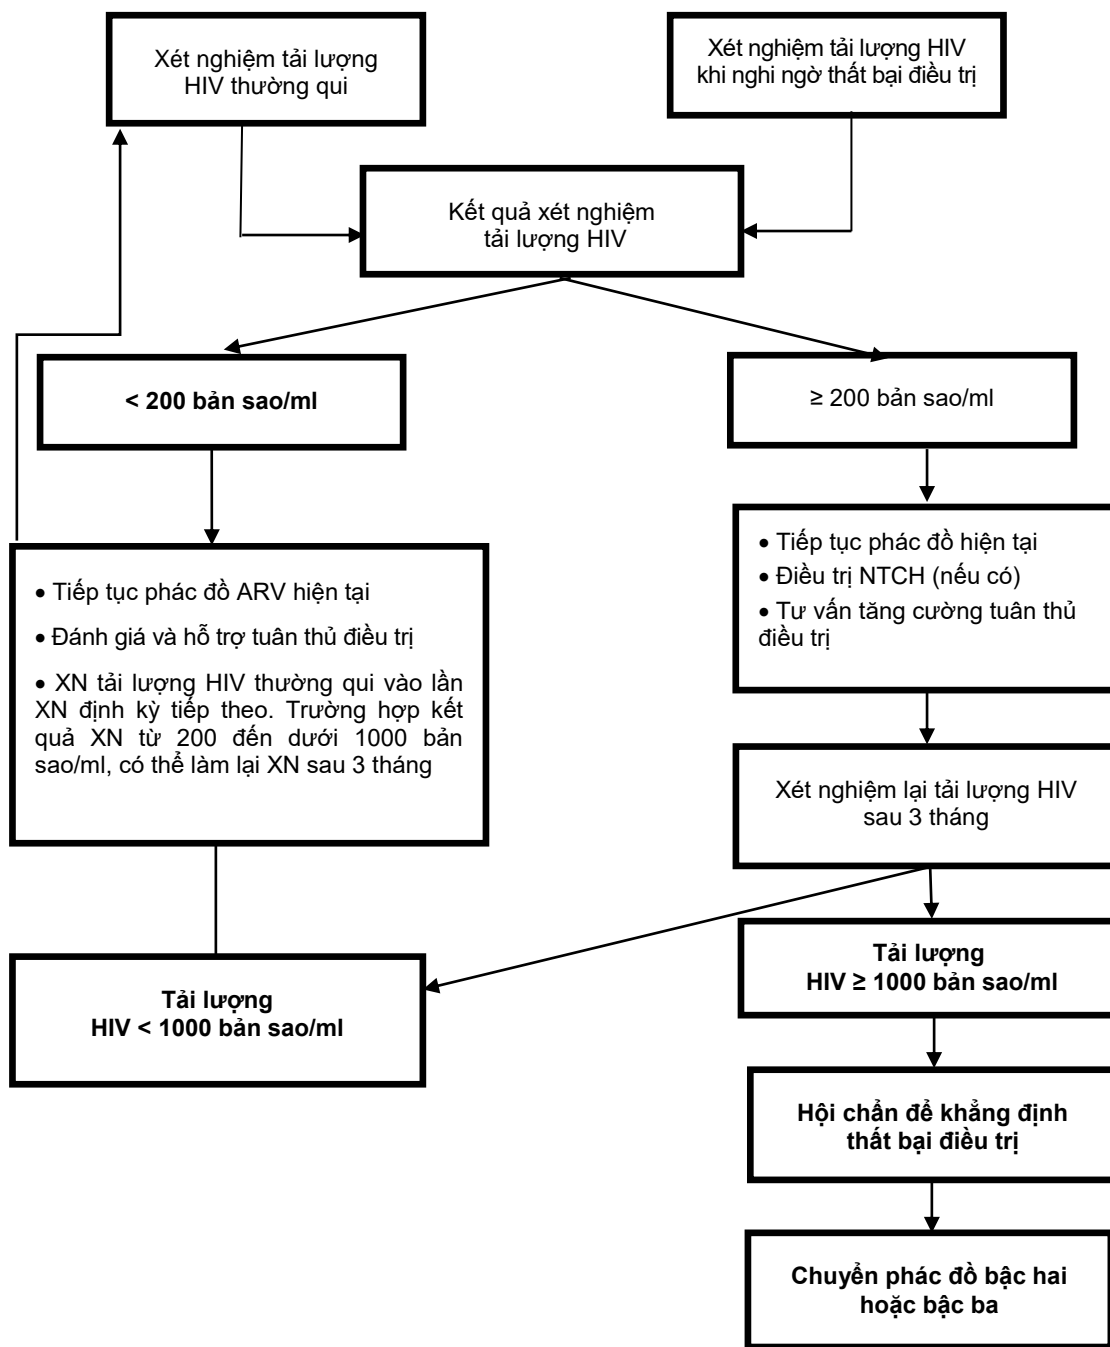 Xét nghiệm tải lượng
HIV thường qui
Xét nghiệm tải lượng HIV
khi nghi ngờ thất bại điều trị
Kết quả xét nghiệm
tải lượng HIV
< 200 bản sao/ml
≥ 200 bản sao/ml
• Tiếp tục phác đồ ARV hiện tại
• Đánh giá và hỗ trợ tuân thủ điều trị
• XN tải lượng HIV thường qui vào lần
XN định kỳ tiếp theo. Trường hợp kết
quả XN từ 200 đến dưới 1000 bản
sao/ml, có thể làm lại XN sau 3 tháng
• Tiếp tục phác đồ hiện tại
• Điều trị NTCH (nếu có)
• Tư vấn tăng cường tuân thủ
điều trị
Xét nghiệm lại tải lượng HIV
sau 3 tháng
Tải lượng
HIV < 1000 bản sao/ml
Tải lượng
HIV ≥ 1000 bản sao/ml
Hội chẩn để khẳng định
thất bại điều trị
Chuyển phác đồ bậc hai
hoặc bậc ba